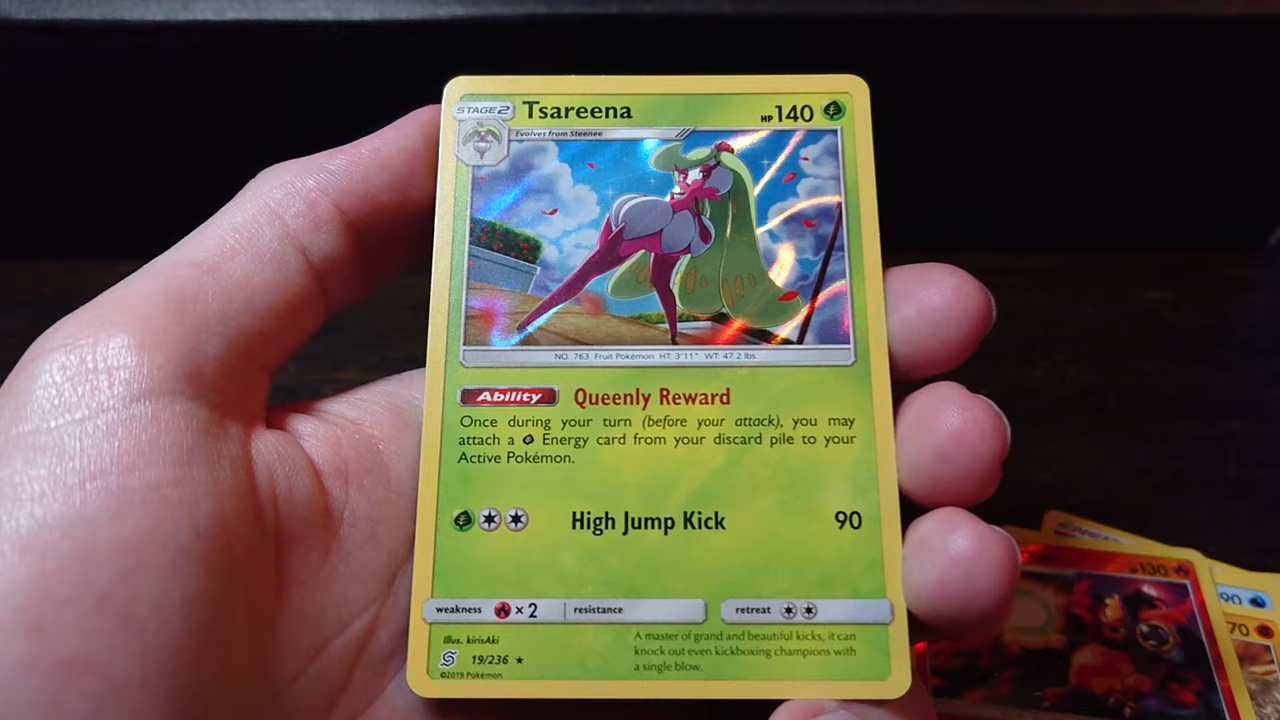 STAGE2 Tsareena HP 140
Evolves from Steenee
NO. 763 Fruit Pokémon HT: 3'11" WT: 47.2 lbs.
Ability Queenly Reward
Once during your turn (before your attack), you may
attach a Energy card from your discard pile to your
Active Pokémon.
High Jump Kick 90
weakness ×2 resistance retreat
Illus. kirisAki
19/236
©2019 Pokémon
A master of grand and beautiful kicks, it can
knock out even kickboxing champions with
a single blow.
130
90
70